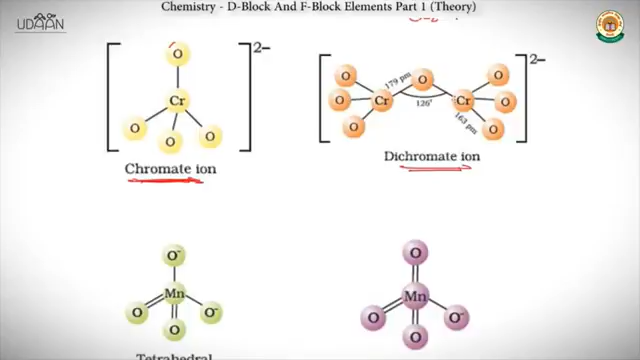 Chemistry - D-Block And F-Block Elements Part 1 (Theory)
UDAAN
2–
O
Cr
O
O
O
Chromate ion
2–
O
O
O
Cr
179 pm
O
126°
Cr
163 pm
O
O
O
Dichromate ion
O⁻
Mn
O
O
O⁻
Tetrahedral
O
Mn
O
O
O⁻